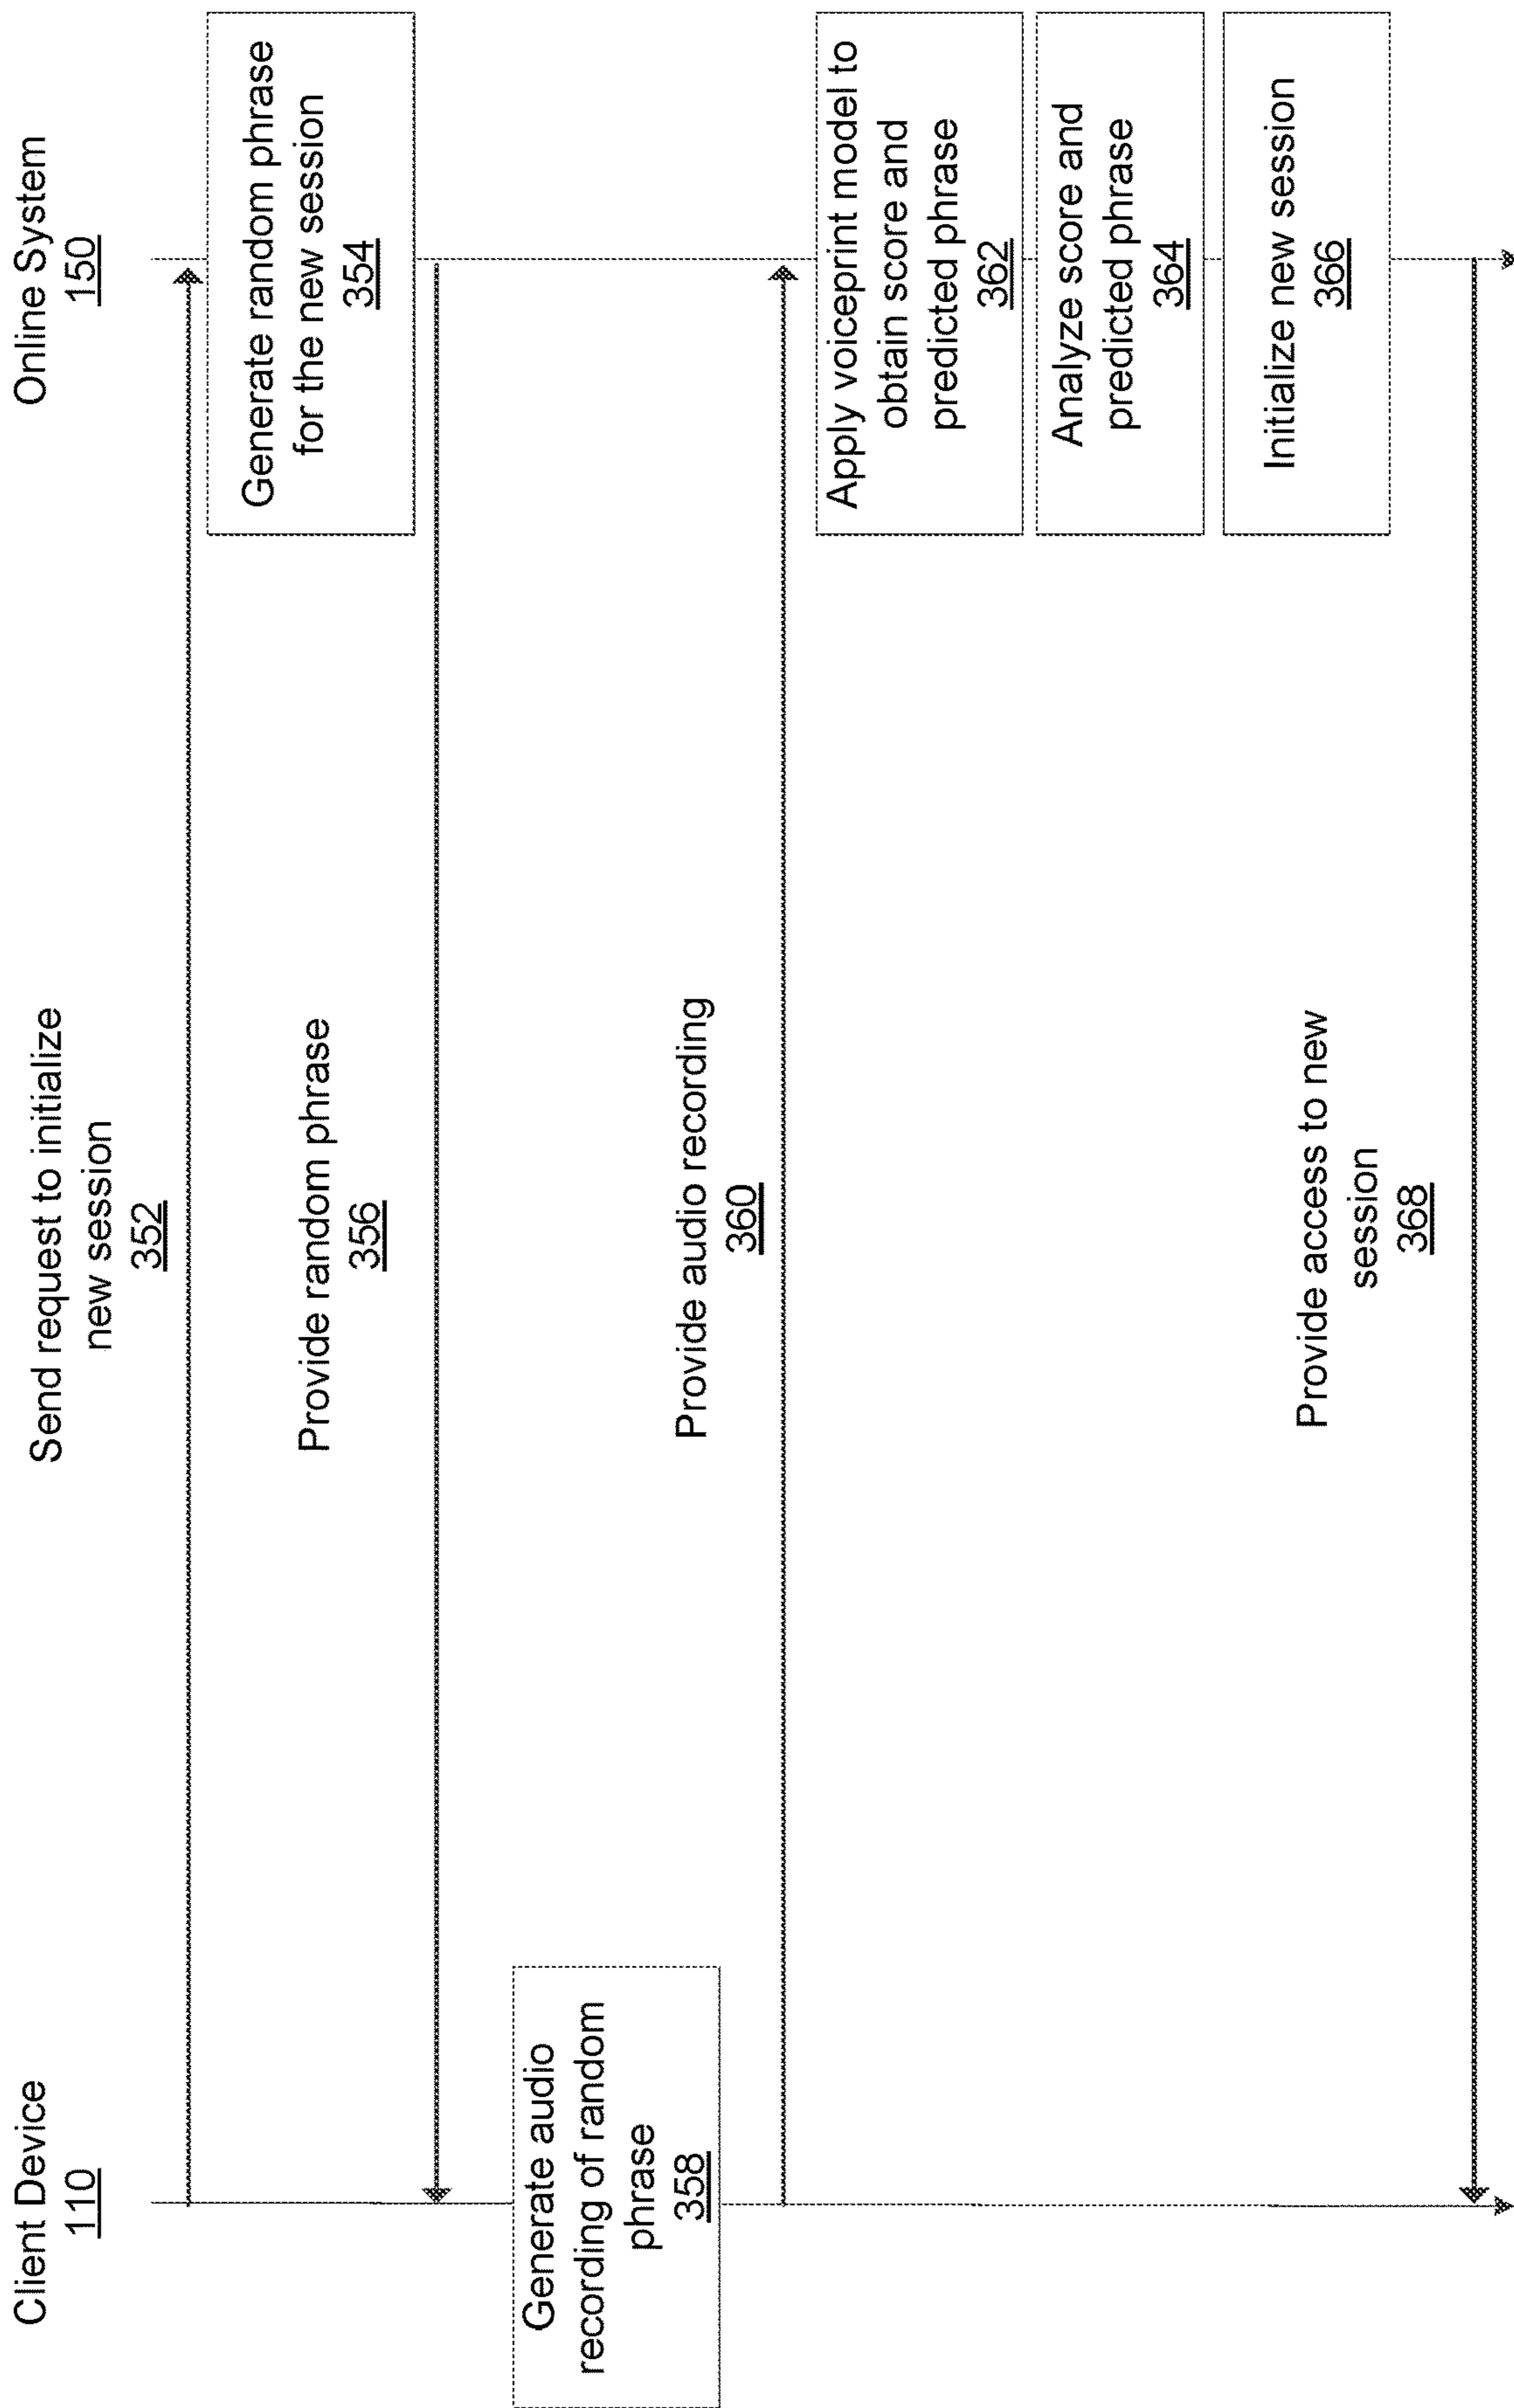 Client Device
110
Online System
150
Send request to initialize
new session
352
Generate random phrase
for the new session
354
Provide random phrase
356
Generate audio
recording of random
phrase
358
Provide audio recording
360
Apply voiceprint model to
obtain score and
predicted phrase
362
Analyze score and
predicted phrase
364
Initialize new session
366
Provide access to new
session
368